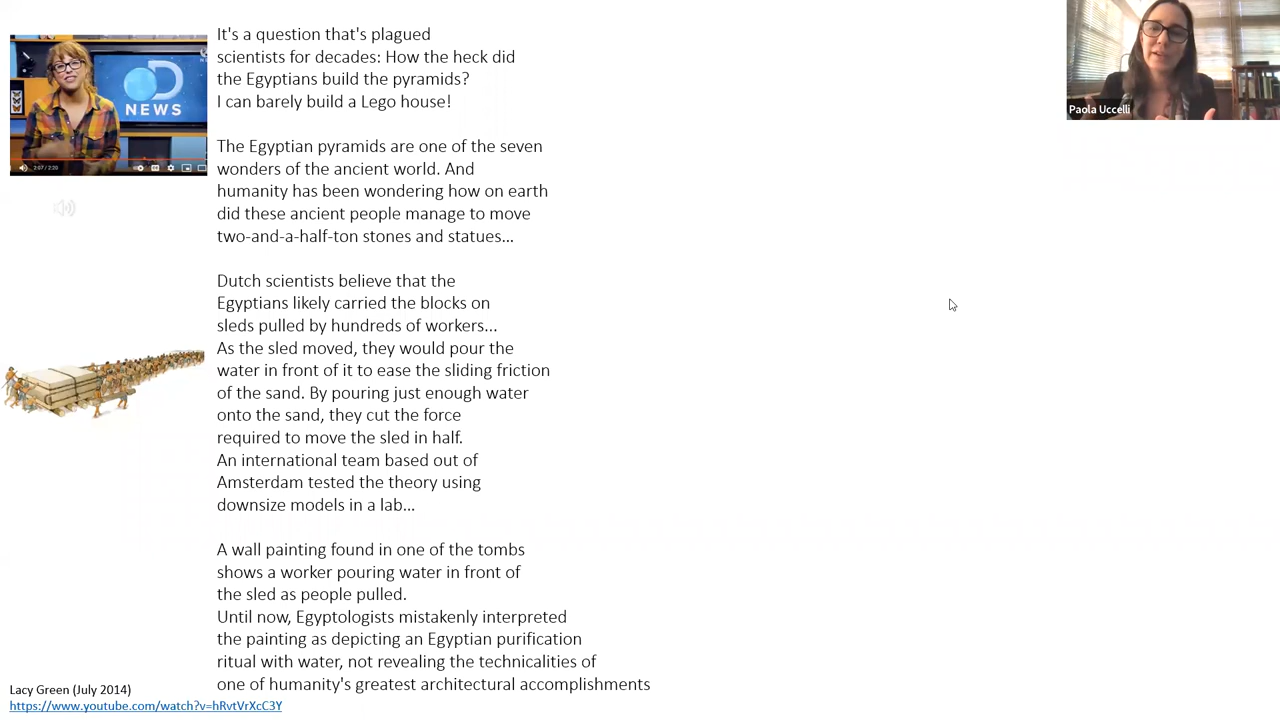 It's a question that's plagued
scientists for decades: How the heck did
the Egyptians build the pyramids?
I can barely build a Lego house!
The Egyptian pyramids are one of the seven
wonders of the ancient world. And
humanity has been wondering how on earth
did these ancient people manage to move
two-and-a-half-ton stones and statues...
Dutch scientists believe that the
Egyptians likely carried the blocks on
sleds pulled by hundreds of workers...
As the sled moved, they would pour the
water in front of it to ease the sliding friction
of the sand. By pouring just enough water
onto the sand, they cut the force
required to move the sled in half.
An international team based out of
Amsterdam tested the theory using
downsize models in a lab...
A wall painting found in one of the tombs
shows a worker pouring water in front of
the sled as people pulled.
Until now, Egyptologists mistakenly interpreted
the painting as depicting an Egyptian purification
ritual with water, not revealing the technicalities of
one of humanity's greatest architectural accomplishments
D
NEWS
2:07 / 2:20
Lacy Green (July 2014)
https://www.youtube.com/watch?v=hRvtVrXcC3Y
Paola Uccelli